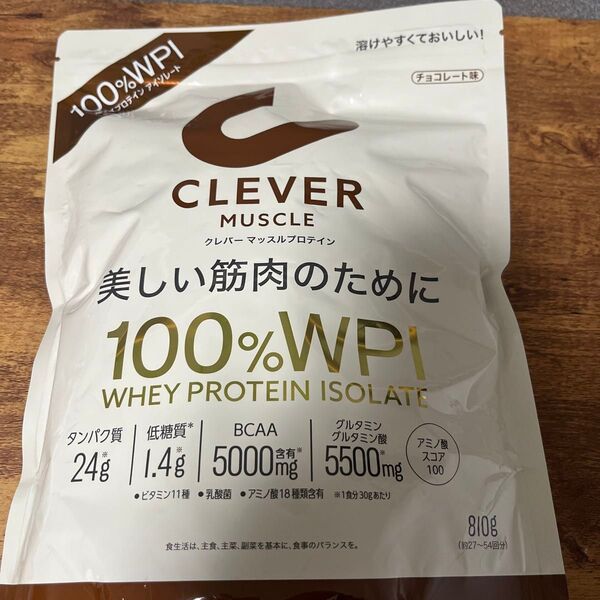 溶けやすくておいしい!
チョコレート味
100%WPI
プロテイン アイソレート
CLEVER
MUSCLE
クレバー マッスルプロテイン
美しい筋肉のために
100%WPI
WHEY PROTEIN ISOLATE
タンパク質
24g※
低糖質*
1.4g※
BCAA
5000mg含有※
グルタミン
グルタミン酸
5500mg※
アミノ酸
スコア
100
●ビタミン11種 ●乳酸菌 ●アミノ酸18種類含有 ※1食分30gあたり
810g
(約27~54回分)
食生活は、主食、主菜、副菜を基本に、食事のバランスを。